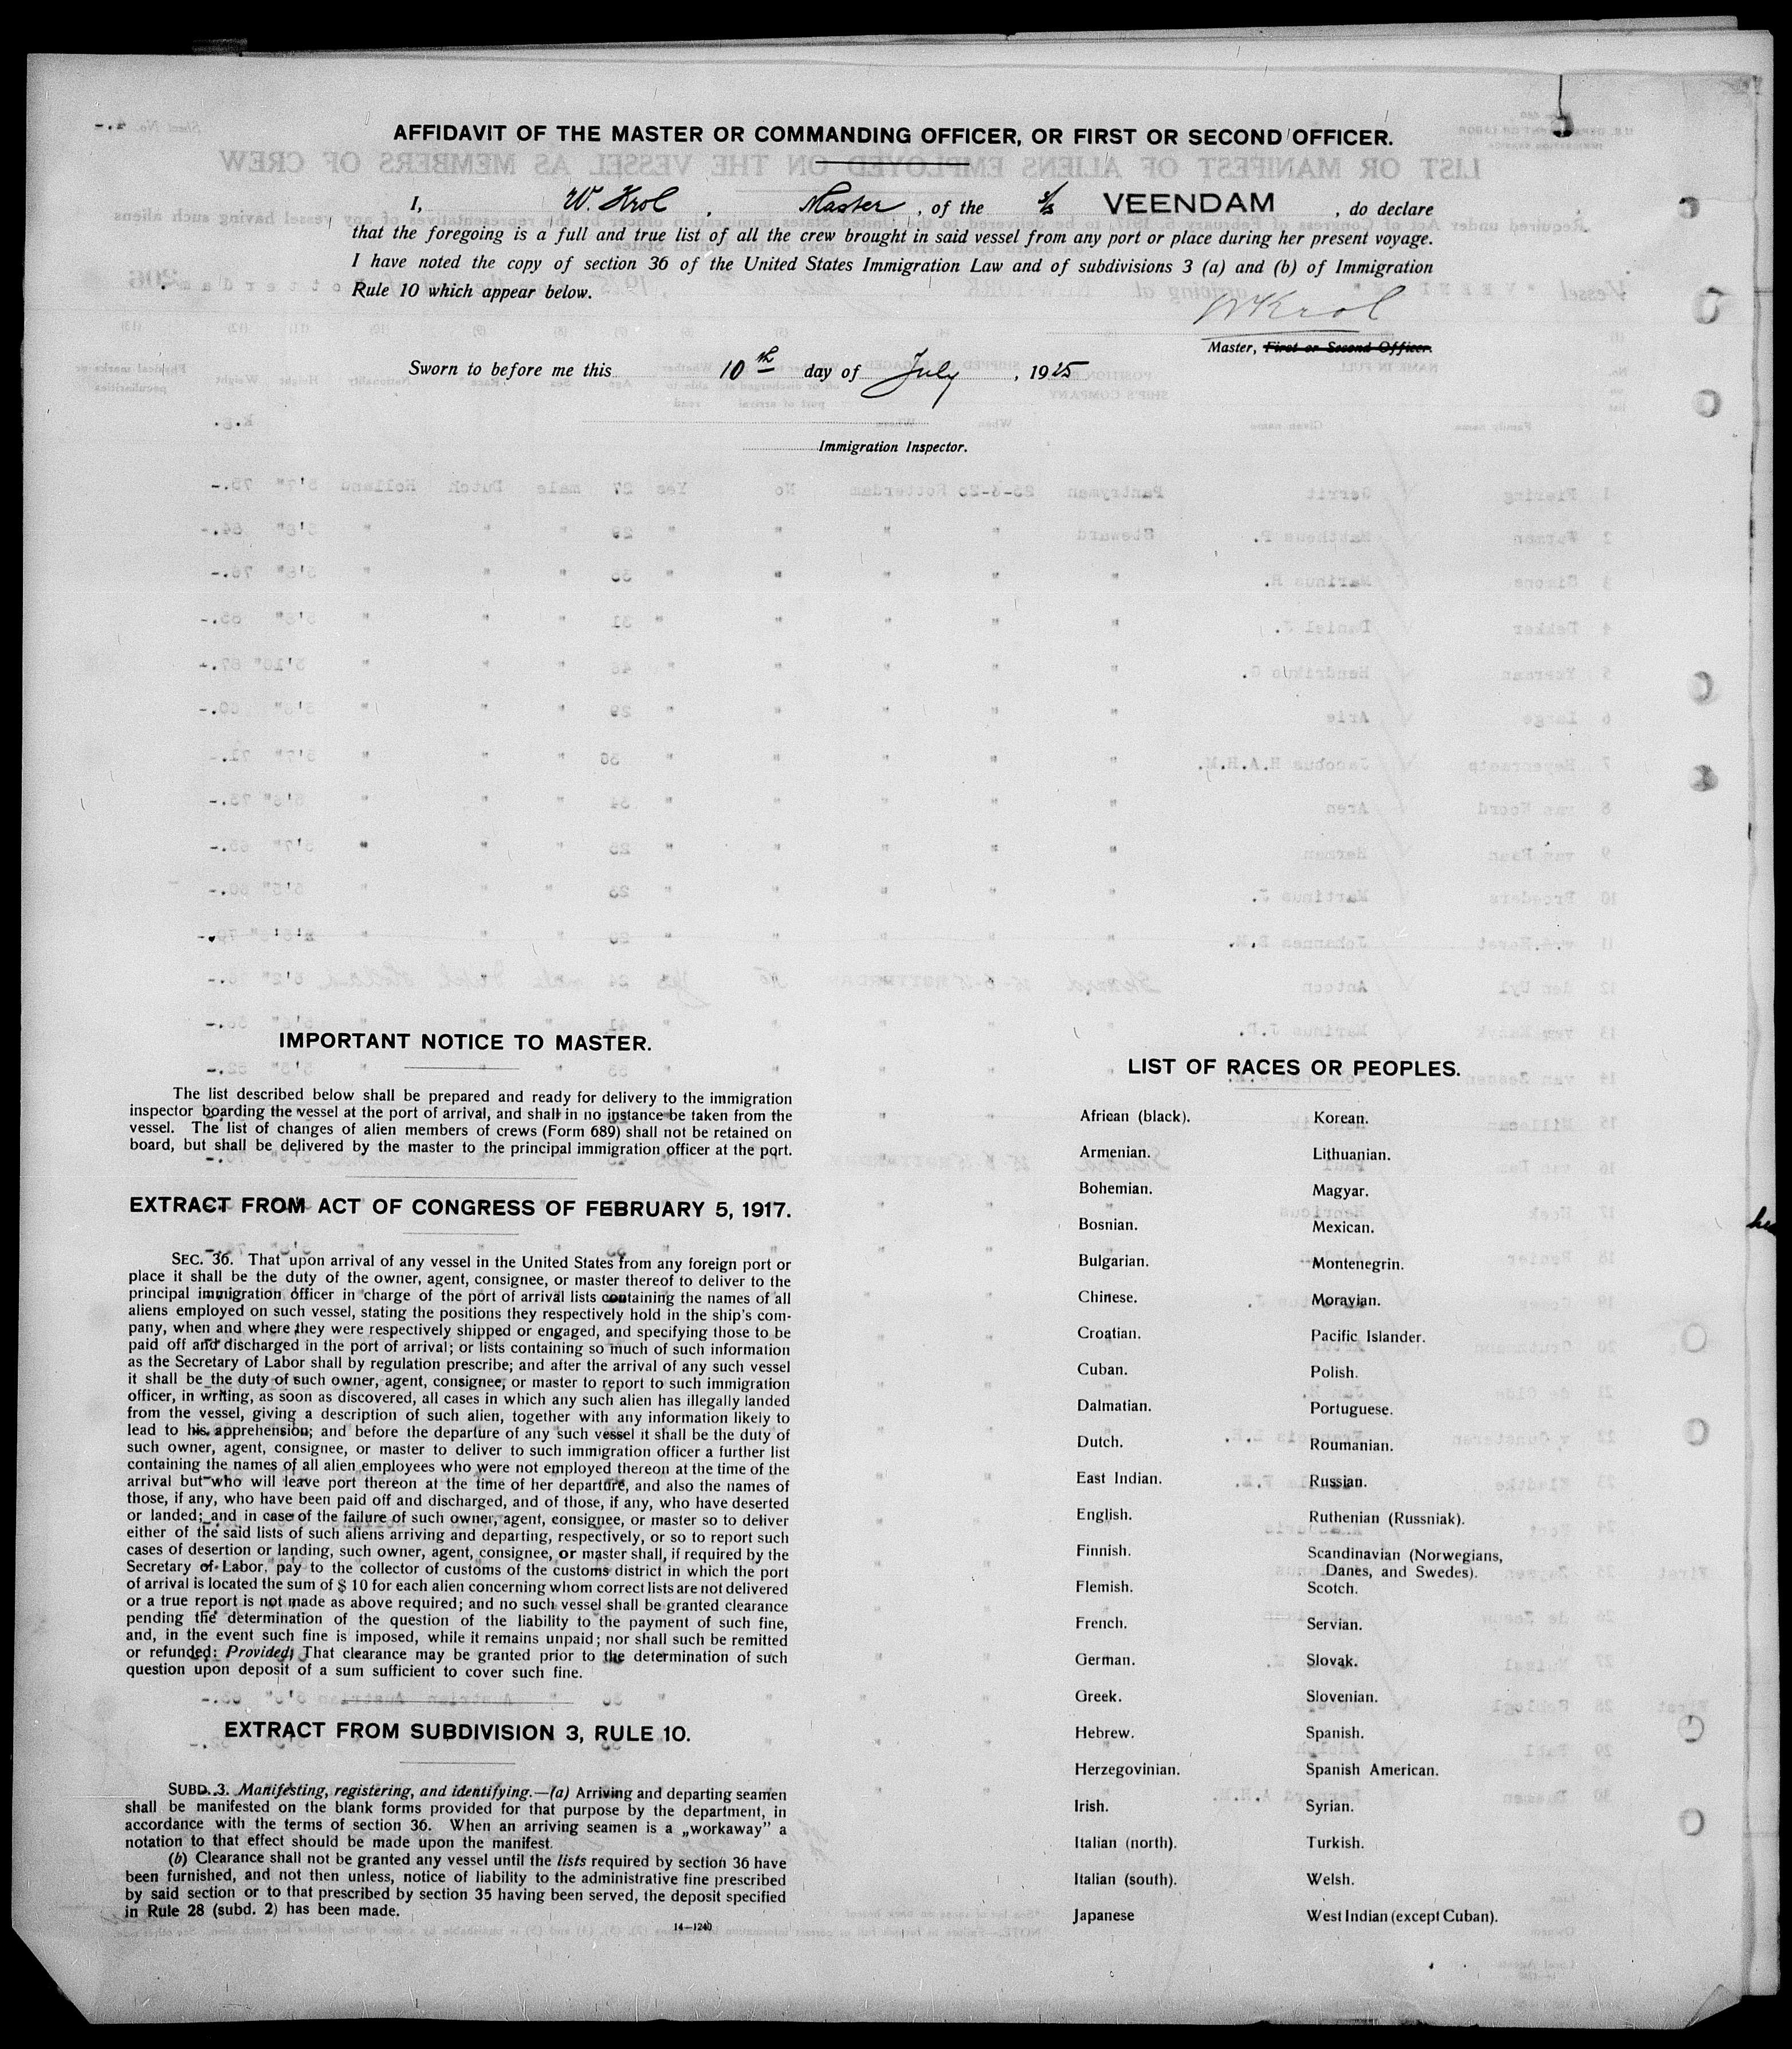 AFFIDAVIT OF THE MASTER OR COMMANDING OFFICER, OR FIRST OR SECOND OFFICER.
I, W. Krol, Master, of the S/S VEENDAM, do declare
that the foregoing is a full and true list of all the crew brought in said vessel from any port or place during her present voyage.
I have noted the copy of section 36 of the United States Immigration Law and of subdivisions 3 (a) and (b) of Immigration
Rule 10 which appear below.
WKrol
Master, First or Second Officer.
Sworn to before me this 10th day of July, 1925
Immigration Inspector.
IMPORTANT NOTICE TO MASTER.
The list described below shall be prepared and ready for delivery to the immigration
inspector boarding the vessel at the port of arrival, and shall in no instance be taken from the
vessel. The list of changes of alien members of crews (Form 689) shall not be retained on
board, but shall be delivered by the master to the principal immigration officer at the port.
EXTRACT FROM ACT OF CONGRESS OF FEBRUARY 5, 1917.
SEC. 36. That upon arrival of any vessel in the United States from any foreign port or
place it shall be the duty of the owner, agent, consignee, or master thereof to deliver to the
principal immigration officer in charge of the port of arrival lists containing the names of all
aliens employed on such vessel, stating the positions they respectively hold in the ship's com-
pany, when and where they were respectively shipped or engaged, and specifying those to be
paid off and discharged in the port of arrival; or lists containing so much of such information
as the Secretary of Labor shall by regulation prescribe; and after the arrival of any such vessel
it shall be the duty of such owner, agent, consignee, or master to report to such immigration
officer, in writing, as soon as discovered, all cases in which any such alien has illegally landed
from the vessel, giving a description of such alien, together with any information likely to
lead to his apprehension; and before the departure of any such vessel it shall be the duty of
such owner, agent, consignee, or master to deliver to such immigration officer a further list
containing the names of all alien employees who were not employed thereon at the time of the
arrival but who will leave port thereon at the time of her departure, and also the names of
those, if any, who have been paid off and discharged, and of those, if any, who have deserted
or landed; and in case of the failure of such owner, agent, consignee, or master so to deliver
either of the said lists of such aliens arriving and departing, respectively, or so to report such
cases of desertion or landing, such owner, agent, consignee, or master shall, if required by the
Secretary of Labor, pay to the collector of customs of the customs district in which the port
of arrival is located the sum of $ 10 for each alien concerning whom correct lists are not delivered
or a true report is not made as above required; and no such vessel shall be granted clearance
pending the determination of the question of the liability to the payment of such fine,
and, in the event such fine is imposed, while it remains unpaid; nor shall such be remitted
or refunded: Provided, That clearance may be granted prior to the determination of such
question upon deposit of a sum sufficient to cover such fine.
EXTRACT FROM SUBDIVISION 3, RULE 10.
SUBD. 3. Manifesting, registering, and identifying.—(a) Arriving and departing seamen
shall be manifested on the blank forms provided for that purpose by the department, in
accordance with the terms of section 36. When an arriving seamen is a „workaway” a
notation to that effect should be made upon the manifest.
(b) Clearance shall not be granted any vessel until the lists required by section 36 have
been furnished, and not then unless, notice of liability to the administrative fine prescribed
by said section or to that prescribed by section 35 having been served, the deposit specified
in Rule 28 (subd. 2) has been made.
14—1240
LIST OF RACES OR PEOPLES.
African (black).
Armenian.
Bohemian.
Bosnian.
Bulgarian.
Chinese.
Croatian.
Cuban.
Dalmatian.
Dutch.
East Indian.
English.
Finnish.
Flemish.
French.
German.
Greek.
Hebrew.
Herzegovinian.
Irish.
Italian (north).
Italian (south).
Japanese
Korean.
Lithuanian.
Magyar.
Mexican.
Montenegrin.
Moravian.
Pacific Islander.
Polish.
Portuguese.
Roumanian.
Russian.
Ruthenian (Russniak).
Scandinavian (Norwegians,
Danes, and Swedes).
Scotch.
Servian.
Slovak.
Slovenian.
Spanish.
Spanish American.
Syrian.
Turkish.
Welsh.
West Indian (except Cuban).